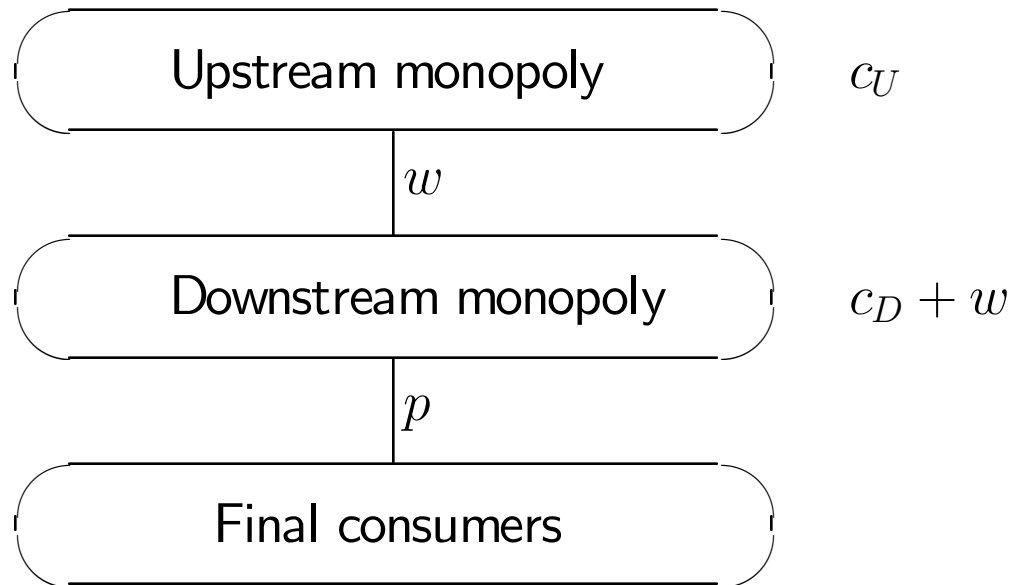 Upstream monopoly
c_U
w
Downstream monopoly
c_D + w
p
Final consumers